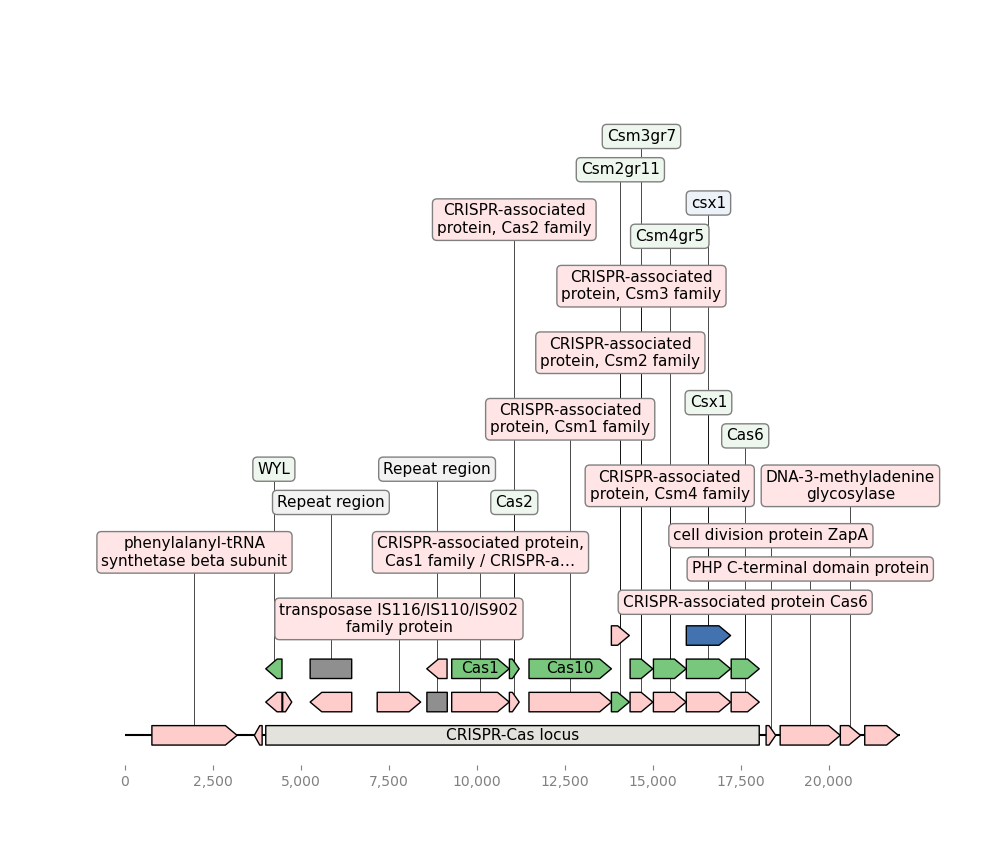 Csm3gr7
Csm2gr11
csx1
CRISPR-associated
protein, Cas2 family
Csm4gr5
CRISPR-associated
protein, Csm3 family
CRISPR-associated
protein, Csm2 family
Csx1
CRISPR-associated
protein, Csm1 family
Cas6
WYL
Repeat region
CRISPR-associated
protein, Csm4 family
DNA-3-methyladenine
glycosylase
Repeat region
Cas2
cell division protein ZapA
phenylalanyl-tRNA
synthetase beta subunit
CRISPR-associated protein,
Cas1 family / CRISPR-a...
PHP C-terminal domain protein
CRISPR-associated protein Cas6
transposase IS116/IS110/IS902
family protein
Cas1
Cas10
CRISPR-Cas locus
0 2,500 5,000 7,500 10,000 12,500 15,000 17,500 20,000